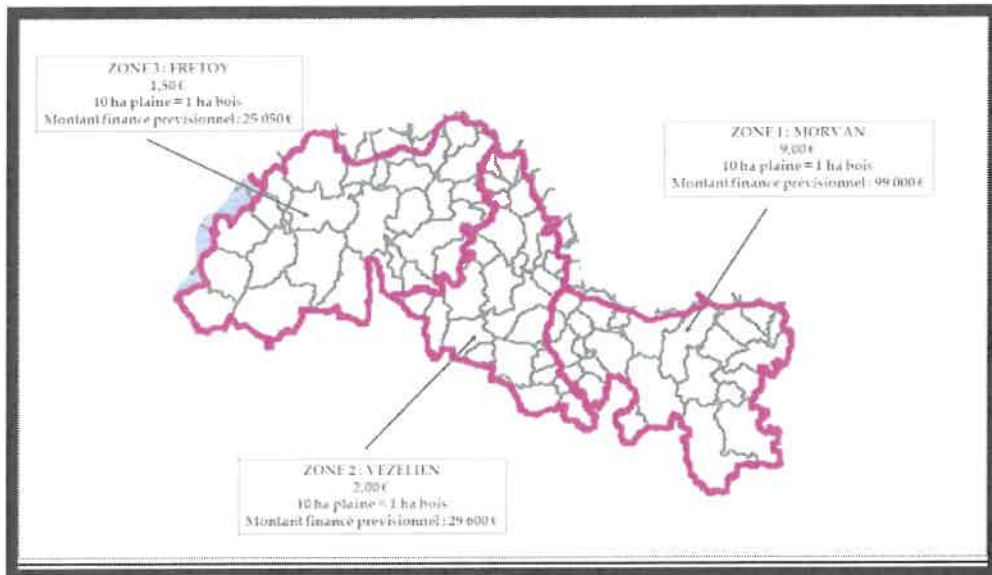 ZONE 3 : FRETOY
1,50 €
10 ha plaine = 1 ha bois
Montant financé prévisionnel : 25 050 €
ZONE 1 : MORVAN
9,00 €
10 ha plaine = 1 ha bois
Montant financé prévisionnel : 99 000 €
ZONE 2 : VEZELIEN
2,00 €
10 ha plaine = 1 ha bois
Montant financé prévisionnel : 29 600 €